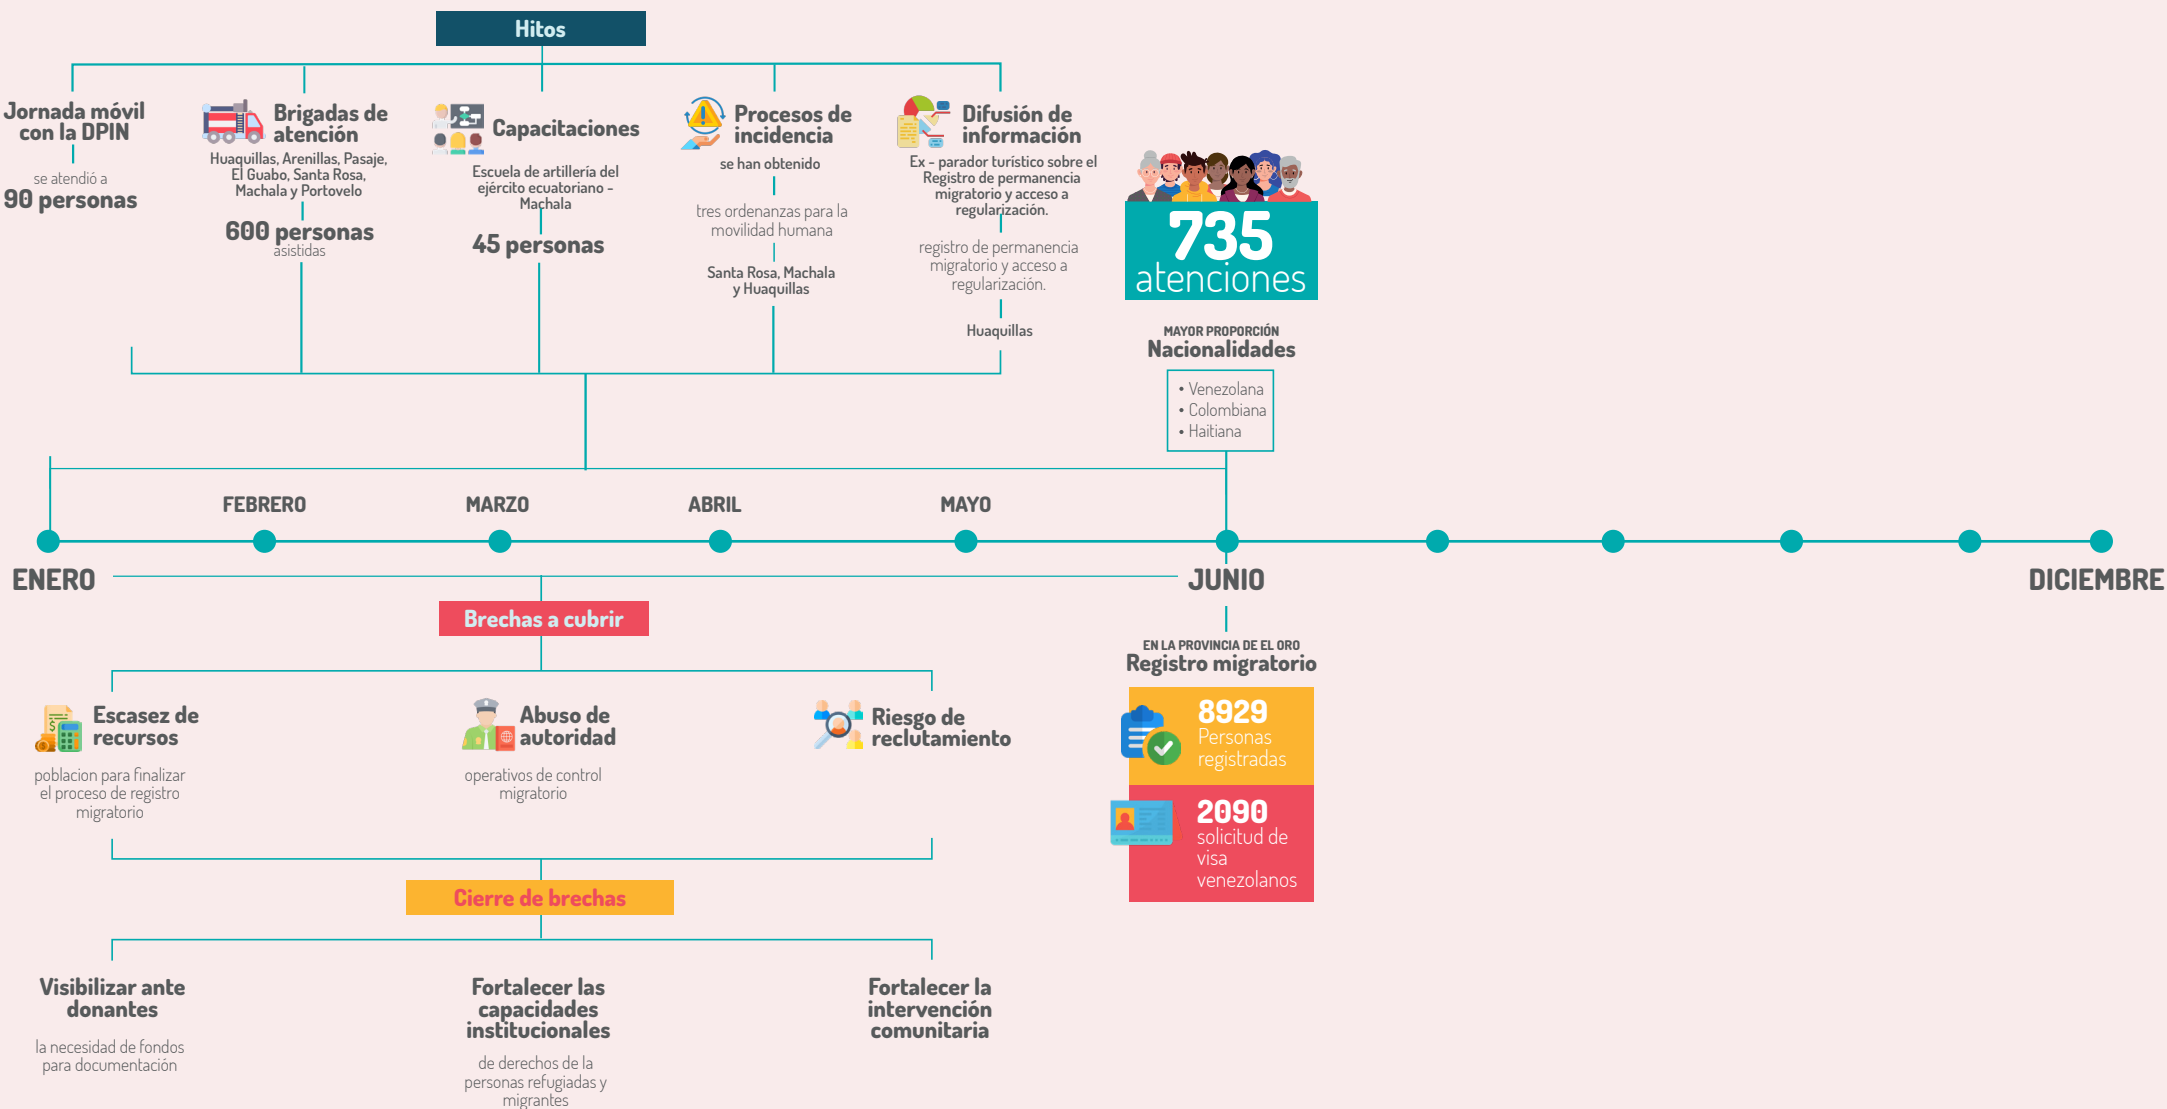 Hitos
Jornada móvil
con la DPIN
se atendió a
90 personas
Brigadas de
atención
Huaquillas, Arenillas, Pasaje,
El Guabo, Santa Rosa,
Machala y Portovelo
600 personas
asistidas
Capacitaciones
Escuela de artillería del
ejército ecuatoriano -
Machala
45 personas
Procesos de
incidencia
se han obtenido
tres ordenanzas para la
movilidad humana
Santa Rosa, Machala
y Huaquillas
Difusión de
información
Ex - parador turístico sobre el
Registro de permanencia
migratorio y acceso a
regularización.
registro de permanencia
migratorio y acceso a
regularización.
Huaquillas
735
atenciones
MAYOR PROPORCIÓN
Nacionalidades
• Venezolana
• Colombiana
• Haitiana
FEBRERO
MARZO
ABRIL
MAYO
ENERO
JUNIO
DICIEMBRE
Brechas a cubrir
Escasez de
recursos
poblacion para finalizar
el proceso de registro
migratorio
Abuso de
autoridad
operativos de control
migratorio
Riesgo de
reclutamiento
EN LA PROVINCIA DE EL ORO
Registro migratorio
8929
Personas
registradas
2090
solicitud de
visa
venezolanos
Cierre de brechas
Visibilizar ante
donantes
la necesidad de fondos
para documentación
Fortalecer las
capacidades
institucionales
de derechos de la
personas refugiadas y
migrantes
Fortalecer la
intervención
comunitaria